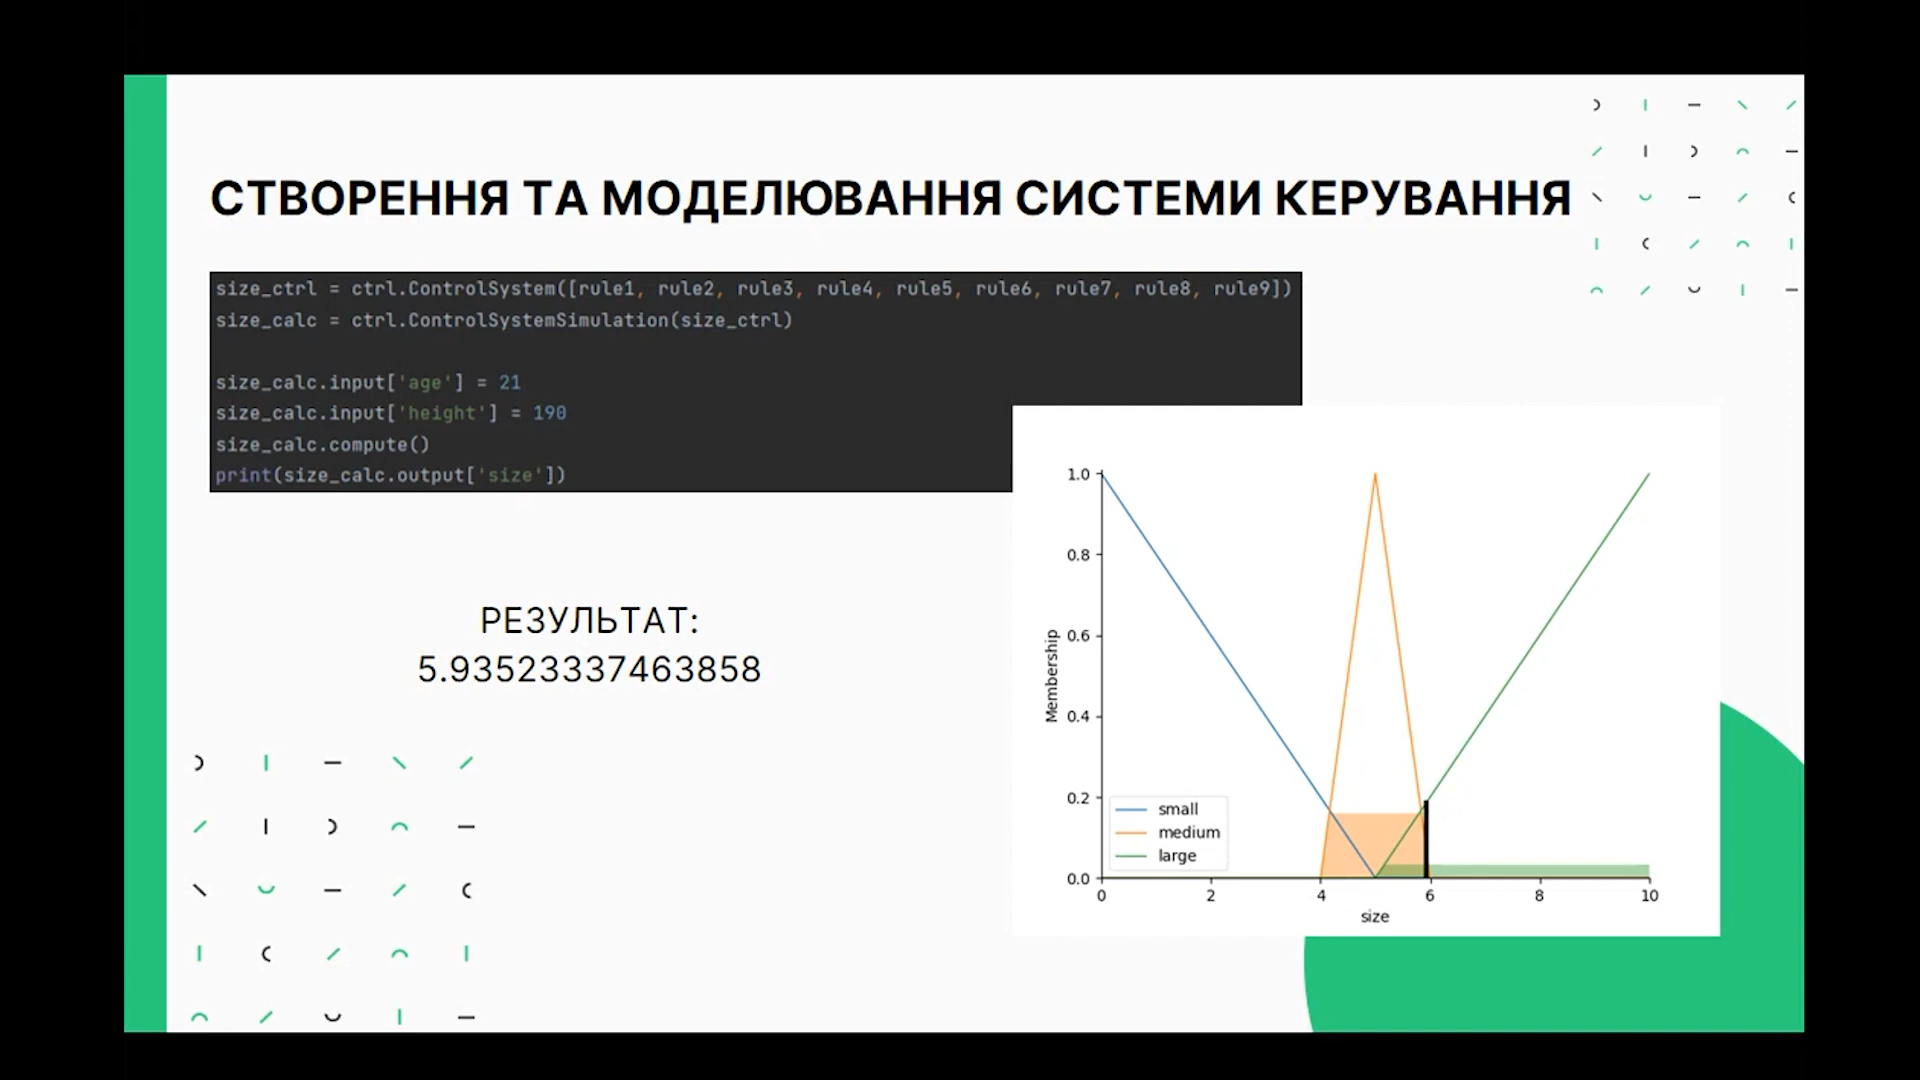 СТВОРЕННЯ ТА МОДЕЛЮВАННЯ СИСТЕМИ КЕРУВАННЯ
size_ctrl = ctrl.ControlSystem([rule1, rule2, rule3, rule4, rule5, rule6, rule7, rule8, rule9])
size_calc = ctrl.ControlSystemSimulation(size_ctrl)
size_calc.input['age'] = 21
size_calc.input['height'] = 190
size_calc.compute()
print(size_calc.output['size'])
РЕЗУЛЬТАТ:
5.93523337463858
1.0
0.8
0.6
0.4
0.2
0.0
Membership
small
medium
large
0 2 4 6 8 10
size